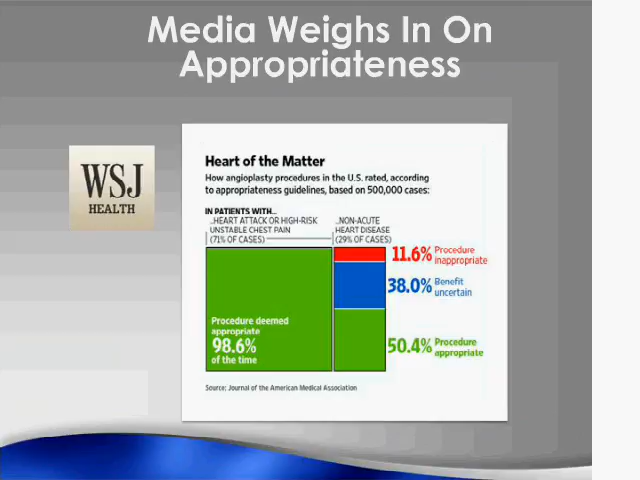 Media Weighs In On
Appropriateness
WSJ
HEALTH
Heart of the Matter
How angioplasty procedures in the U.S. rated, according
to appropriateness guidelines, based on 500,000 cases:
IN PATIENTS WITH...
...HEART ATTACK OR HIGH-RISK
UNSTABLE CHEST PAIN
(71% OF CASES)
...NON-ACUTE
HEART DISEASE
(29% OF CASES)
11.6% Procedure
inappropriate
38.0% Benefit
uncertain
Procedure deemed
appropriate
98.6%
of the time
50.4% Procedure
appropriate
Source: Journal of the American Medical Association